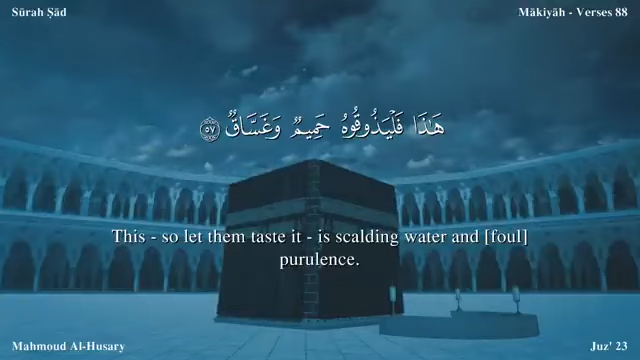 Sūrah Ṣād
Mākiyāh - Verses 88
هَـٰذَا فَلْيَذُوقُوهُ حَمِيمٌ وَغَسَّاقٌ ٥٧
This - so let them taste it - is scalding water and [foul]
purulence.
Mahmoud Al-Husary
Juz' 23